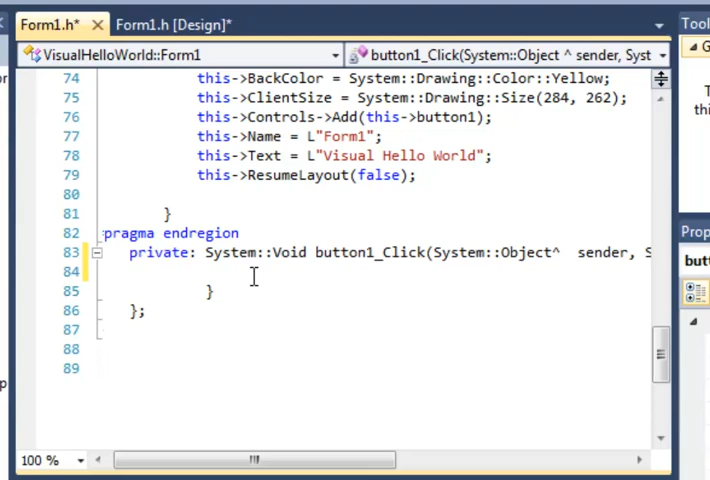 Form1.h* Form1.h [Design]* Tool
VisualHelloWorld::Form1 button1_Click(System::Object ^ sender, Syst
74 this->BackColor = System::Drawing::Color::Yellow;
75 this->ClientSize = System::Drawing::Size(284, 262);
76 this->Controls->Add(this->button1);
77 this->Name = L"Form1";
78 this->Text = L"Visual Hello World";
79 this->ResumeLayout(false);
80
81 }
82 pragma endregion
83 private: System::Void button1_Click(System::Object^ sender, S
84
85 }
86 };
87
88
89
100 %
G
T
thi
Prop
butt